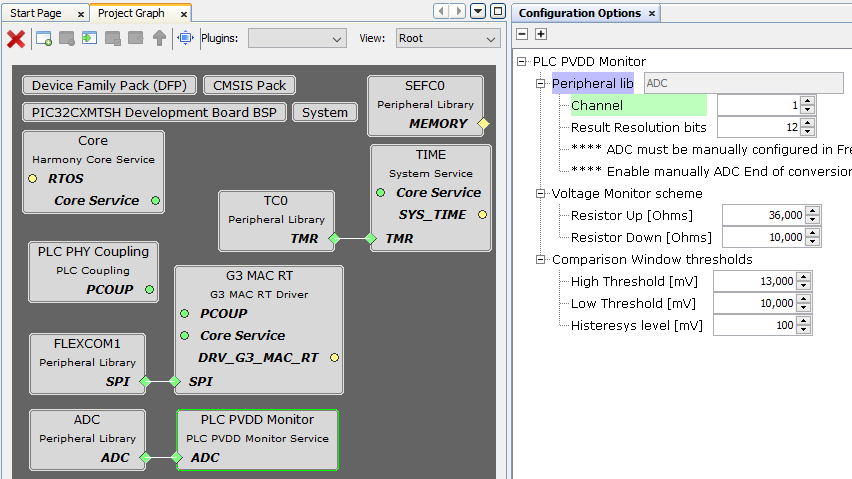 Start Page
Project Graph
Plugins:
View:
Root
Device Family Pack (DFP)
CMSIS Pack
PIC32CXMTSH Development Board BSP
System
SEFC0
Peripheral Library
MEMORY
Core
Harmony Core Service
RTOS
Core Service
TIME
System Service
Core Service
SYS_TIME
TMR
TC0
Peripheral Library
TMR
PLC PHY Coupling
PLC Coupling
PCOUP
G3 MAC RT
G3 MAC RT Driver
PCOUP
Core Service
DRV_G3_MAC_RT
SPI
FLEXCOM1
Peripheral Library
SPI
ADC
Peripheral Library
ADC
PLC PVDD Monitor
PLC PVDD Monitor Service
ADC
Configuration Options
PLC PVDD Monitor
Peripheral lib ADC
Channel 1
Result Resolution bits 12
**** ADC must be manually configured in Fre
**** Enable manually ADC End of conversion
Voltage Monitor scheme
Resistor Up [Ohms] 36,000
Resistor Down [Ohms] 10,000
Comparison Window thresholds
High Threshold [mV] 13,000
Low Threshold [mV] 10,000
Histeresys level [mV] 100